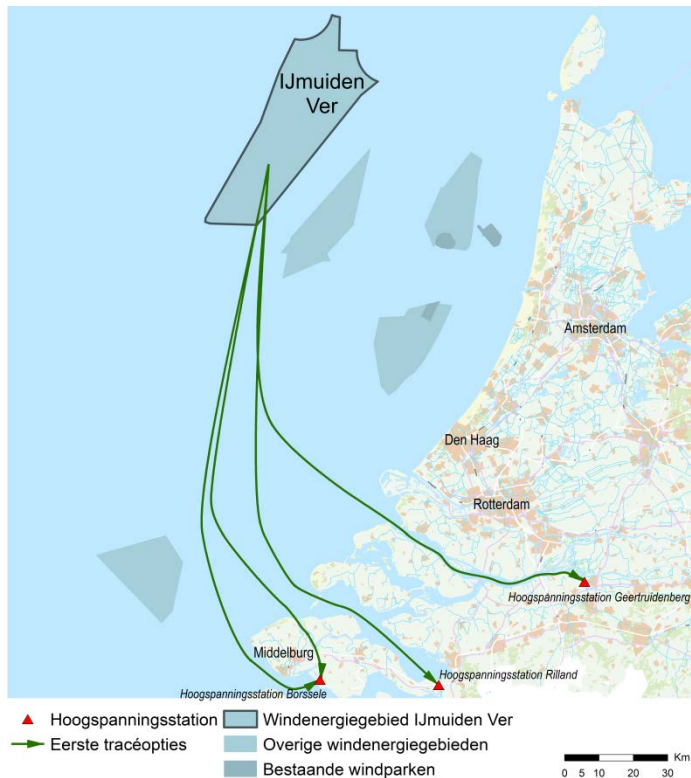 IJmuiden
Ver
Amsterdam
Den Haag
Rotterdam
Hoogspanningsstation Geertruidenberg
Middelburg
Hoogspanningsstation Rilland
Hoogspanningsstation Borssele
Hoogspanningsstation
Windenergiegebied IJmuiden Ver
Eerste tracéopties
Overige windenergiegebieden
Bestaande windparken
Km
0 5 10 20 30